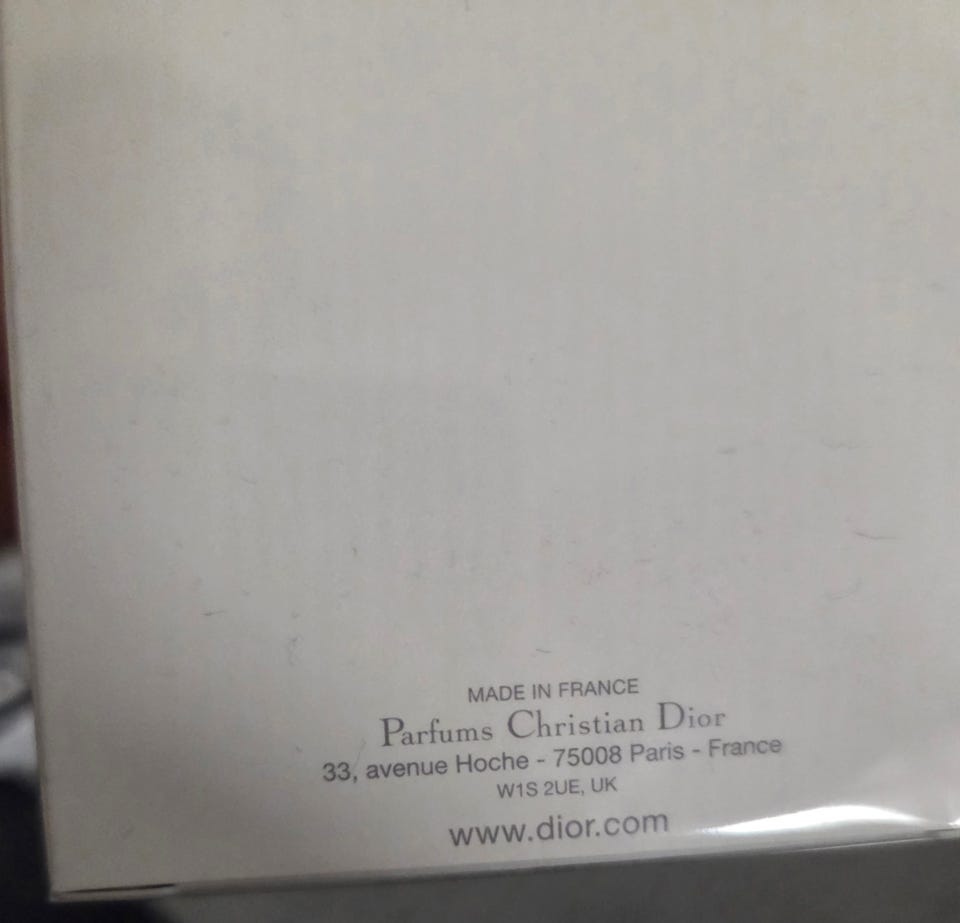 MADE IN FRANCE
Parfums Christian Dior
33, avenue Hoche - 75008 Paris - France
W1S 2UE, UK
www.dior.com